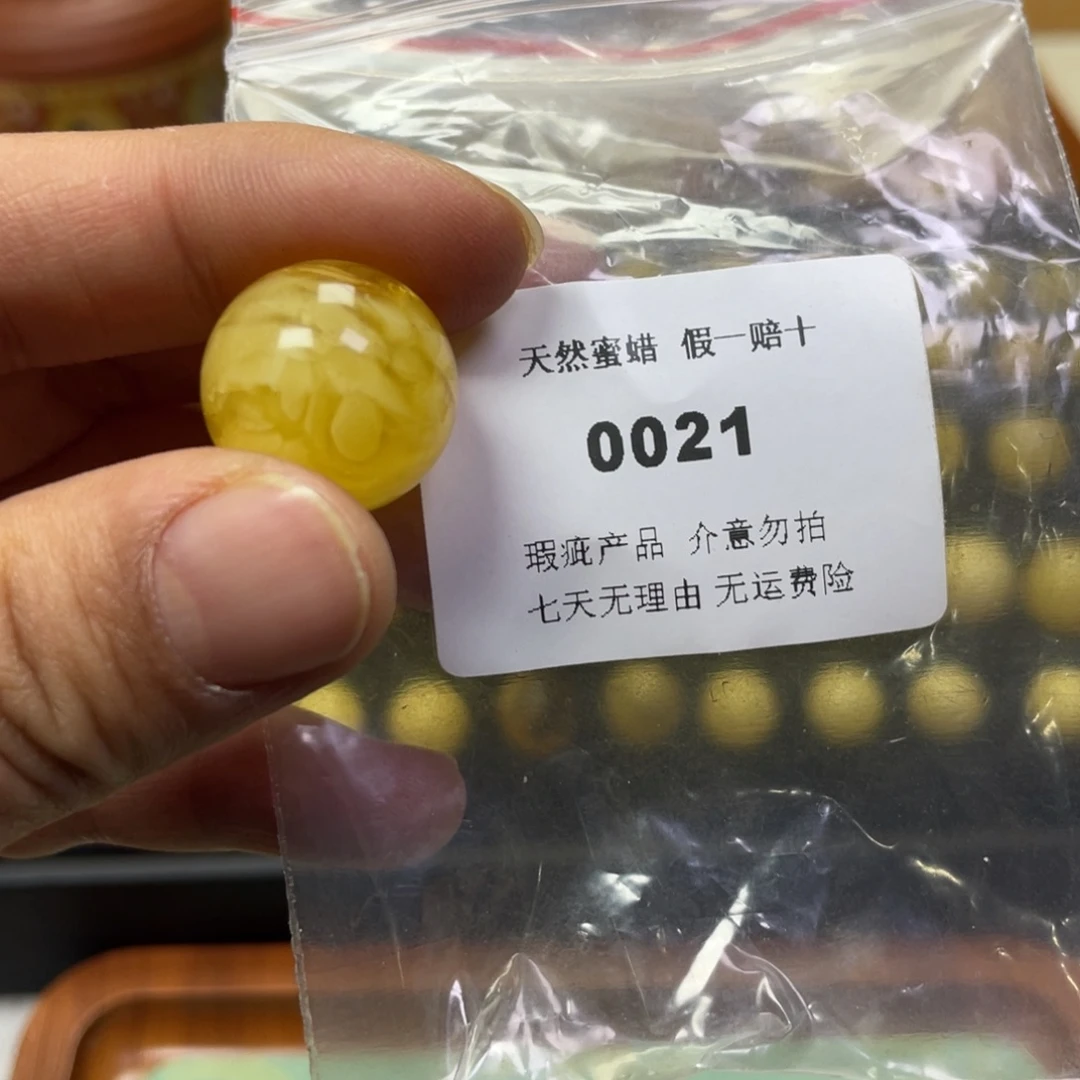 天然蜜蜡 假一赔十
0021
瑕疵产品 介意勿拍
七天无理由 无运费险